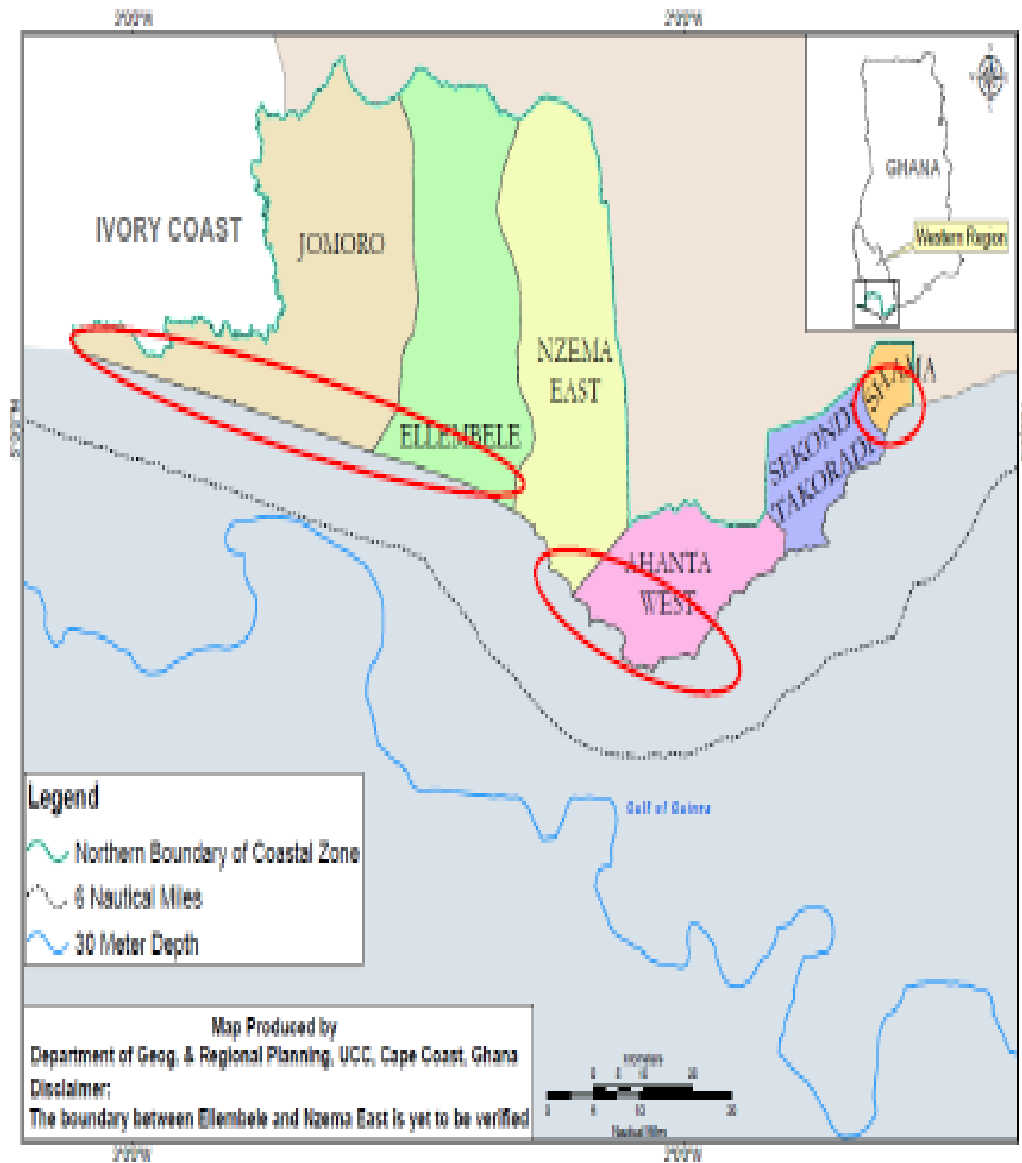 GHANA
Western Region
IVORY COAST
JOMORO
NZEMA
EAST
SHAMA
ELLEMBELE
SEKONDI
TAKORADI
AHANTA
WEST
Gulf of Guinea
Legend
Northern Boundary of Coastal Zone
6 Nautical Miles
30 Meter Depth
Map Produced by
Department of Geog. & Regional Planning, UCC, Cape Coast, Ghana
Disclaimer:
The boundary between Ellembele and Nzema East is yet to be verified
Nautical Miles